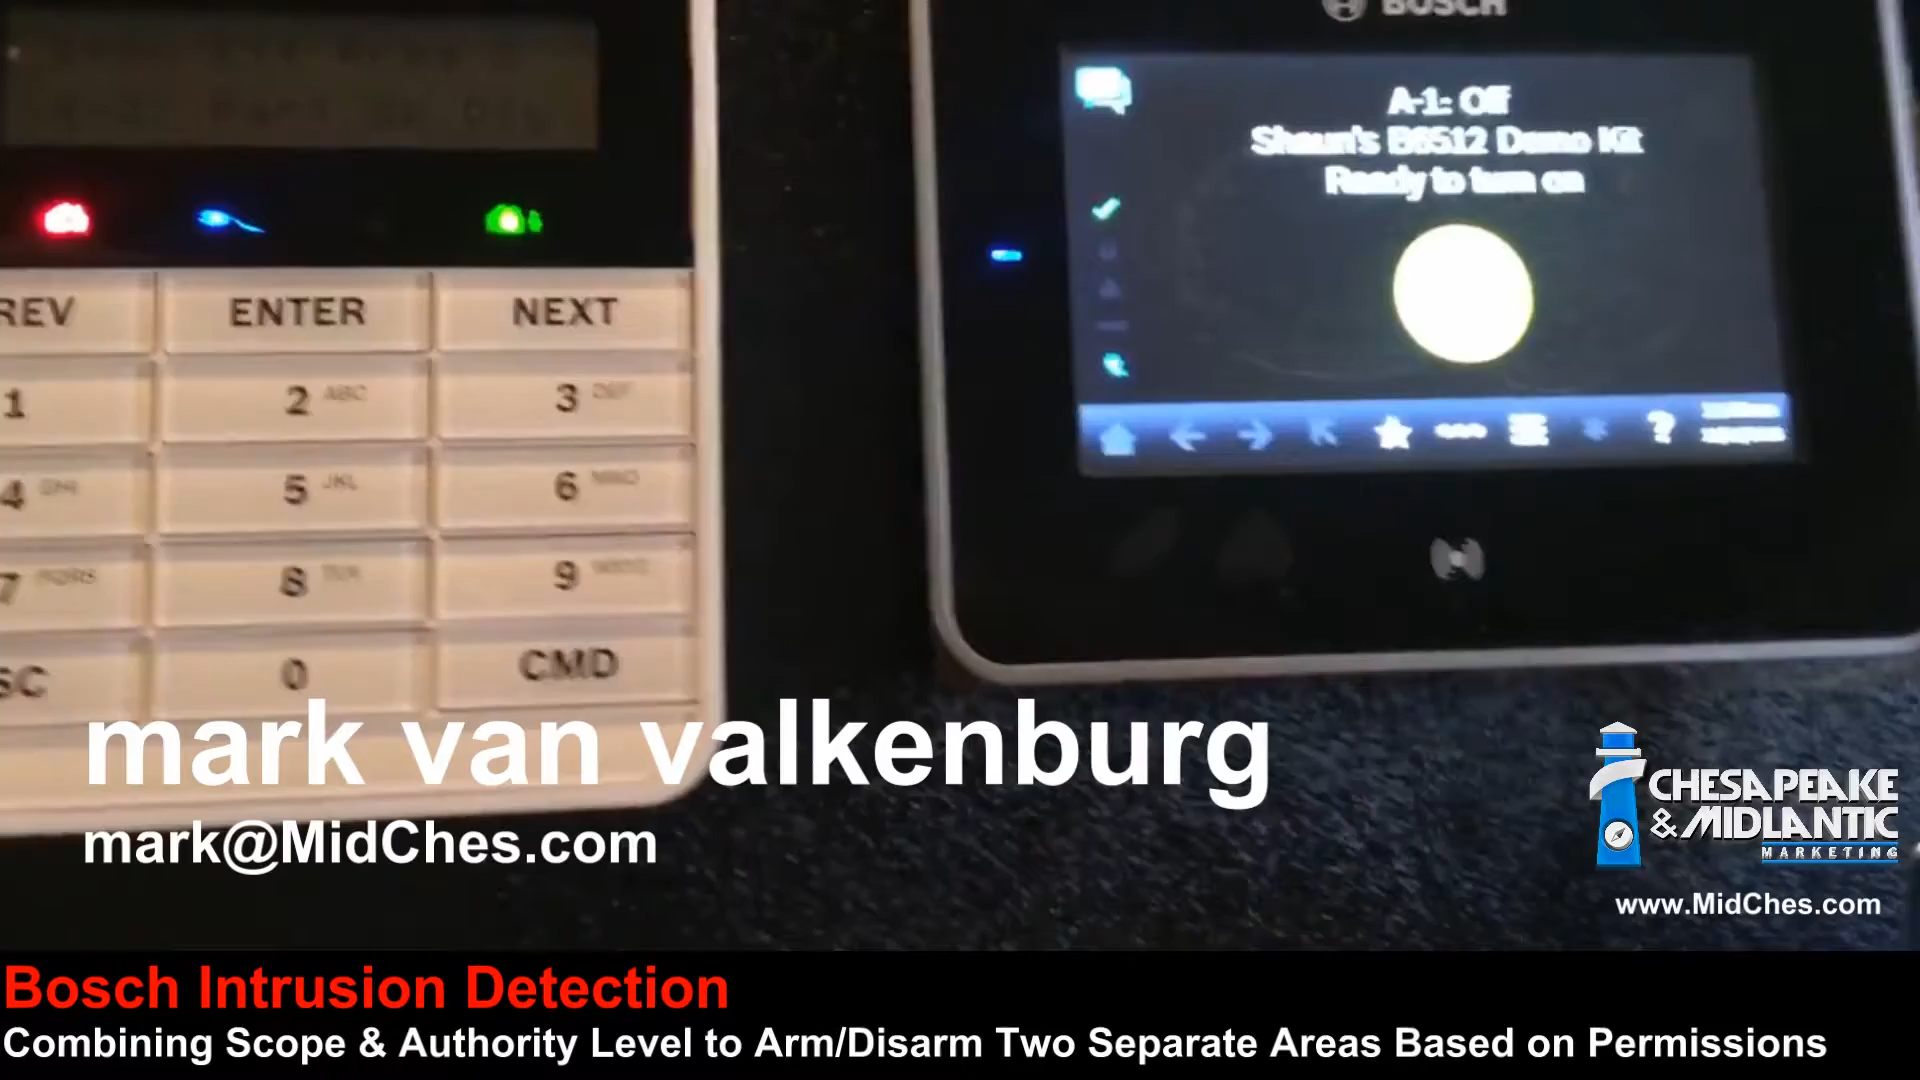 BOSCH
A-1: Off
Shaun's B6512 Demo Kit
Ready to turn on
REV ENTER NEXT
1 2 ABC 3 DEF
4 GHI 5 JKL 6 MNO
7 PQRS 8 TUV 9 WXYZ
SC 0 CMD
mark van valkenburg
mark@MidChes.com
CHESAPEAKE
& MIDLANTIC
MARKETING
www.MidChes.com
Bosch Intrusion Detection
Combining Scope & Authority Level to Arm/Disarm Two Separate Areas Based on Permissions